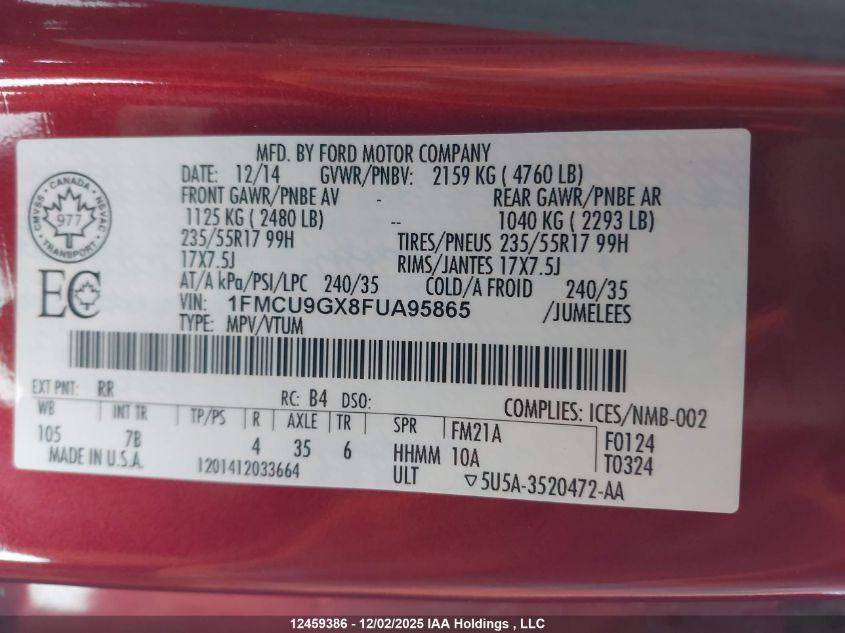 MFD. BY FORD MOTOR COMPANY
DATE: 12/14 GVWR/PNBV: 2159 KG ( 4760 LB)
FRONT GAWR/PNBE AV - REAR GAWR/PNBE AR
1125 KG ( 2480 LB) -- 1040 KG ( 2293 LB)
235/55R17 99H TIRES/PNEUS 235/55R17 99H
17X7.5J RIMS/JANTES 17X7.5J
AT/A kPa/PSI/LPC 240/35 COLD/A FROID 240/35
VIN: 1FMCU9GX8FUA95865 /JUMELEES
TYPE: MPV/VTUM
CANADA
CMVSS 977 NSVAC
TRANSPORT
EC
EXT PNT: RR RC: B4 DSO: COMPLIES: ICES/NMB-002
WB INT TR TP/PS R AXLE TR SPR FM21A F0124
105 7B 4 35 6 HHMM 10A T0324
MADE IN U.S.A. 1201412033664 ULT ▽5U5A-3520472-AA
12459386 - 12/02/2025 IAA Holdings , LLC